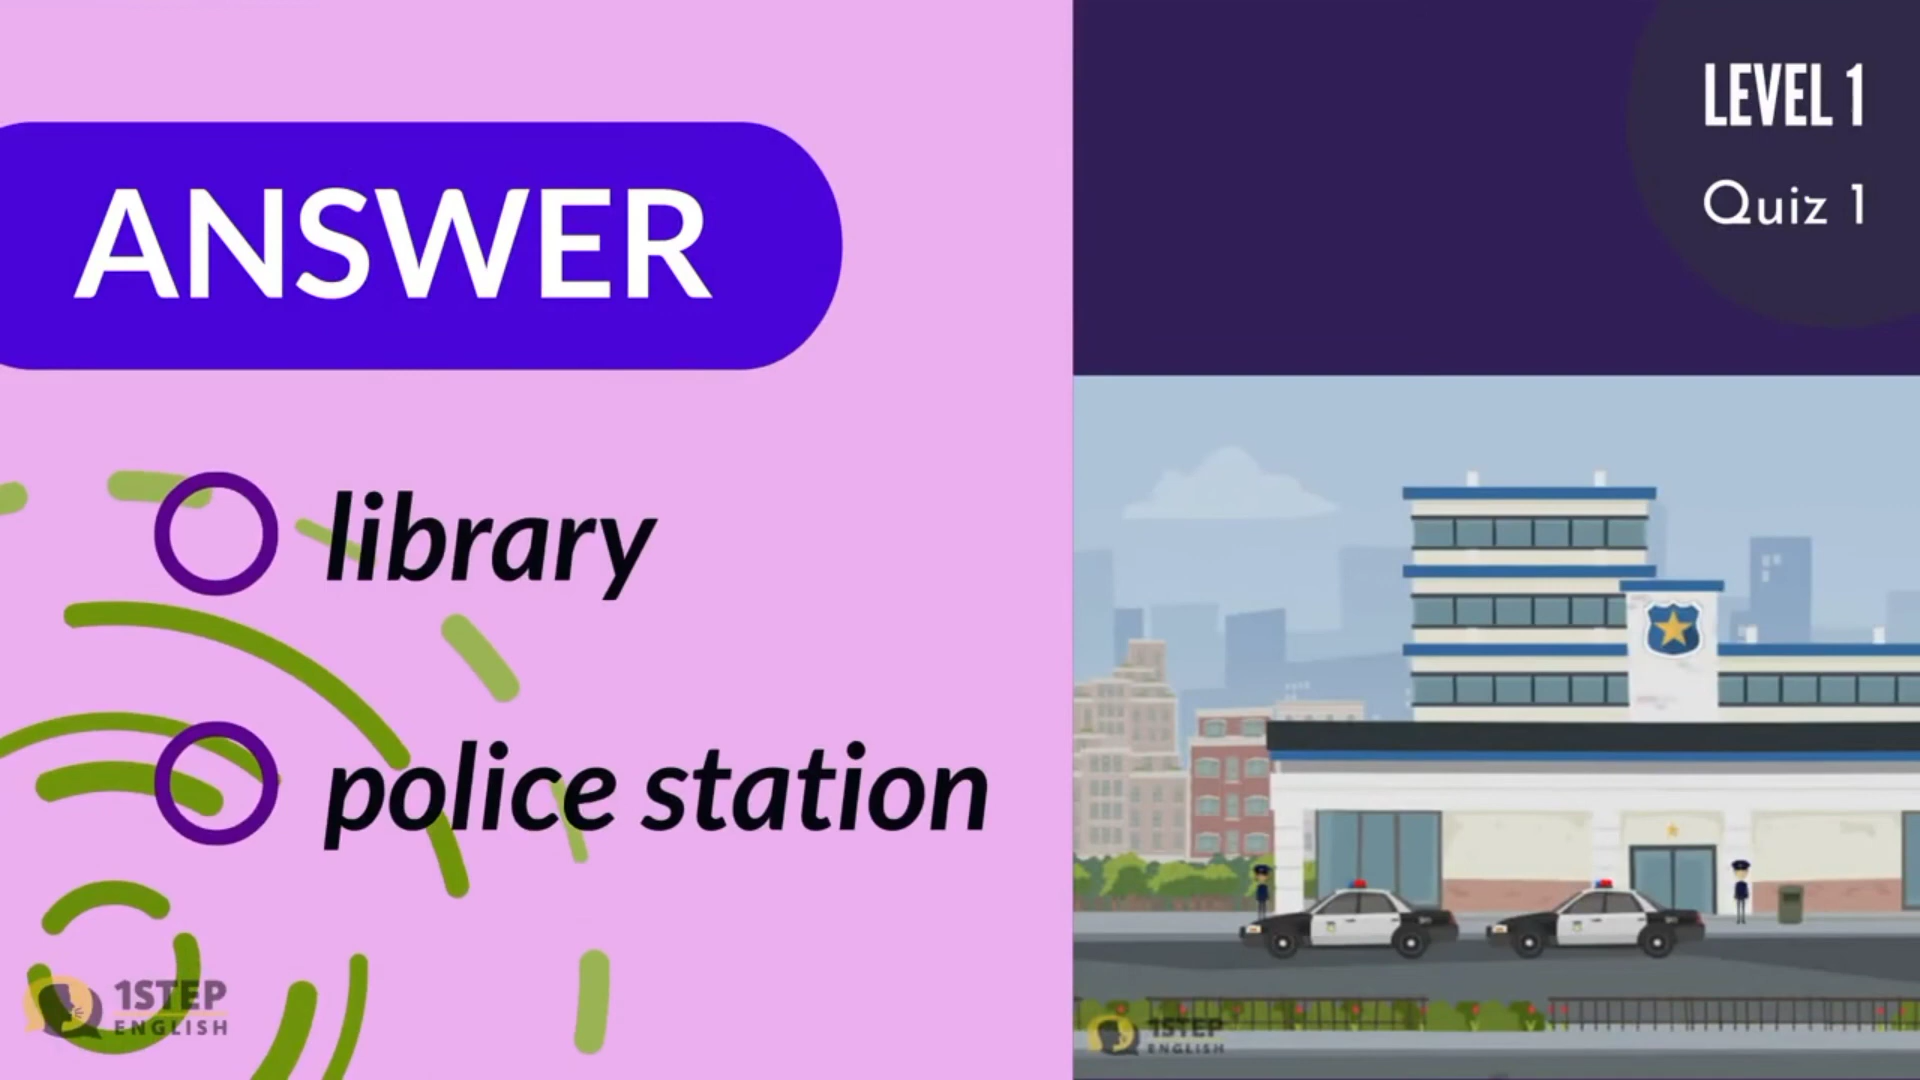 ANSWER
library
police station
1STEP
ENGLISH
LEVEL 1
Quiz 1
1STEP
ENGLISH